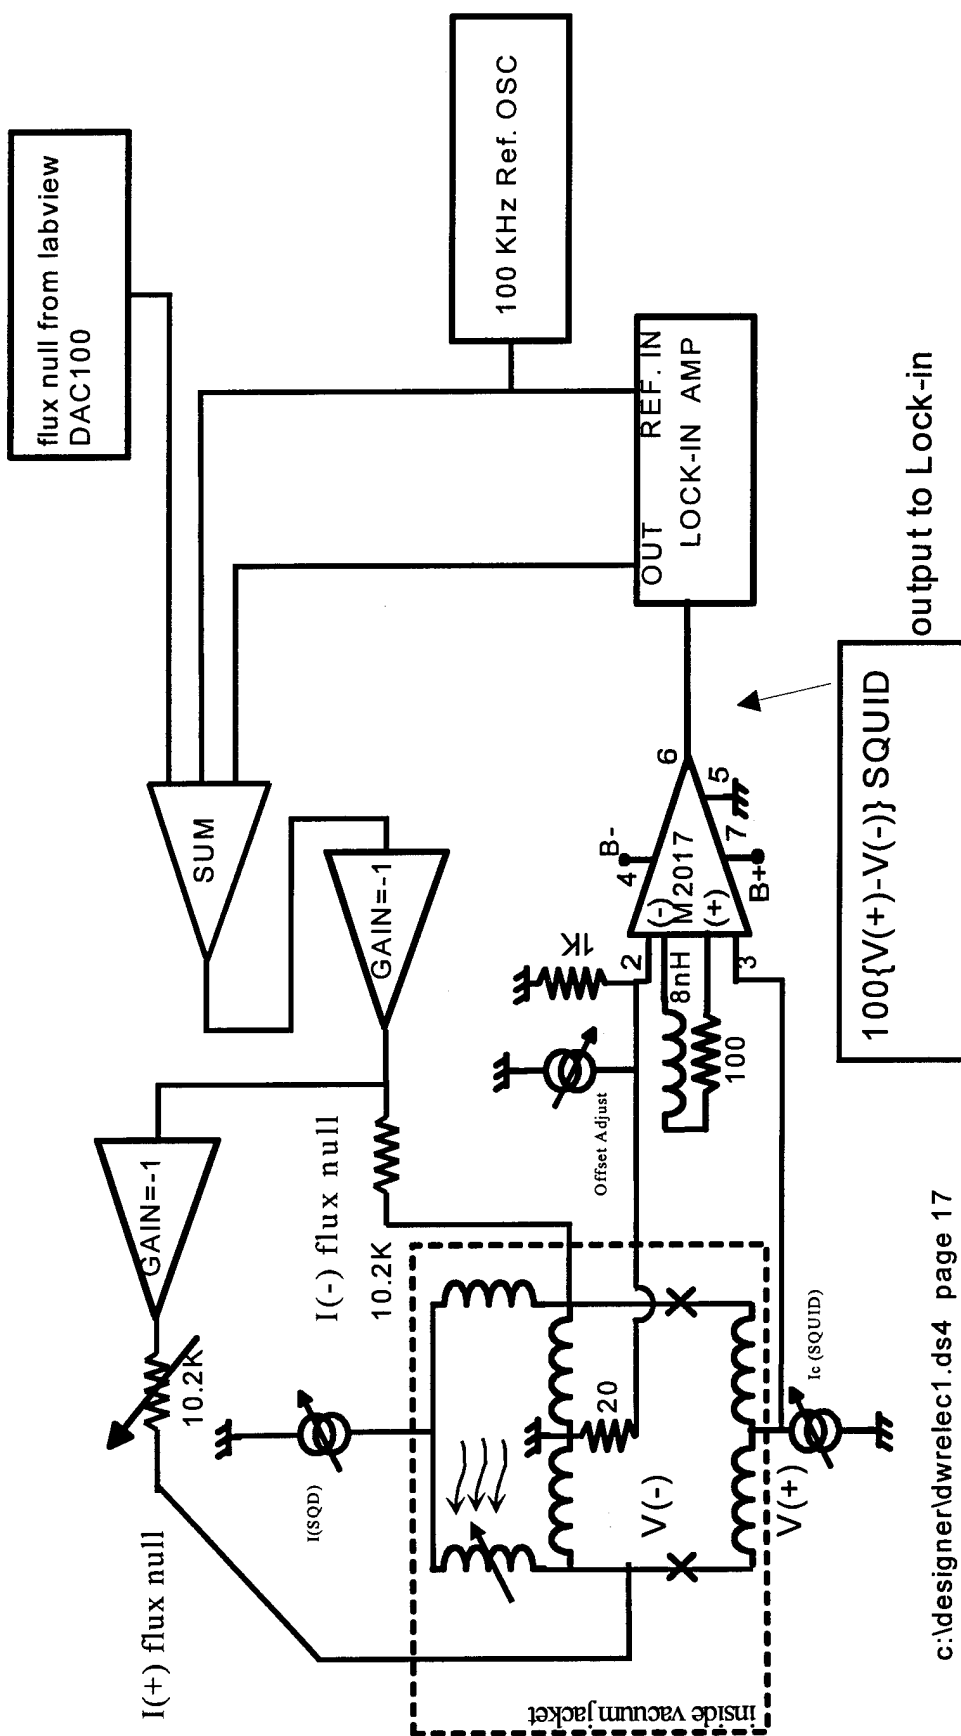 flux null from labview
DAC100
100 KHz Ref. OSC
SUM
GAIN=-1
GAIN=-1
OUT
REF. IN
LOCK-IN AMP
I(+) flux null
10.2K
I(-) flux null
10.2K
I(SQD)
Offset Adjust
1K
20
V(-)
V(+)
Ic (SQUID)
inside vacuum jacket
8nH
100
2
3
4
B-
(-)
M2017
(+)
6
5
7
B+
100{V(+)-V(-)} SQUID
output to Lock-in
c:\designer\dwrelec1.ds4 page 17